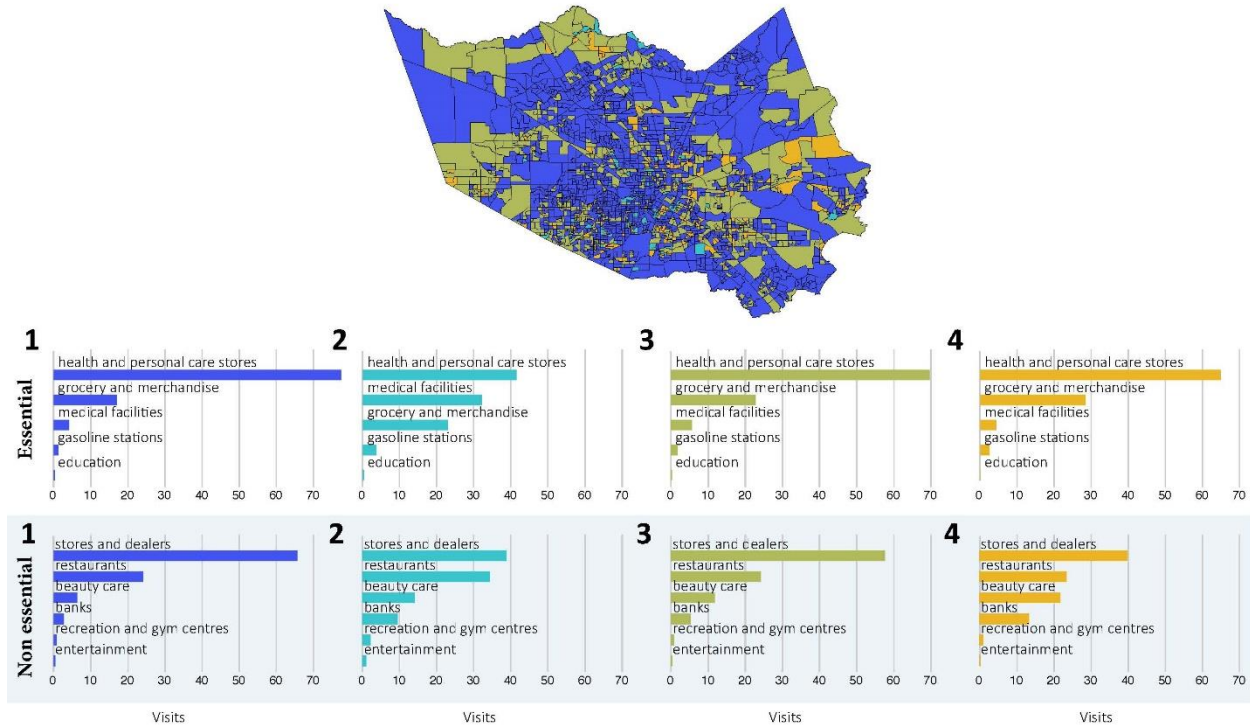 1 2 3 4
Essential
health and personal care stores
grocery and merchandise
medical facilities
gasoline stations
education
0 10 20 30 40 50 60 70
health and personal care stores
medical facilities
grocery and merchandise
gasoline stations
education
0 10 20 30 40 50 60 70
health and personal care stores
grocery and merchandise
medical facilities
gasoline stations
education
0 10 20 30 40 50 60 70
health and personal care stores
grocery and merchandise
medical facilities
gasoline stations
education
0 10 20 30 40 50 60 70
1 2 3 4
Non essential
stores and dealers
restaurants
beauty care
banks
recreation and gym centres
entertainment
0 10 20 30 40 50 60 70
stores and dealers
restaurants
beauty care
banks
recreation and gym centres
entertainment
0 10 20 30 40 50 60 70
stores and dealers
restaurants
beauty care
banks
recreation and gym centres
entertainment
0 10 20 30 40 50 60 70
stores and dealers
restaurants
beauty care
banks
recreation and gym centres
entertainment
0 10 20 30 40 50 60 70
Visits Visits Visits Visits